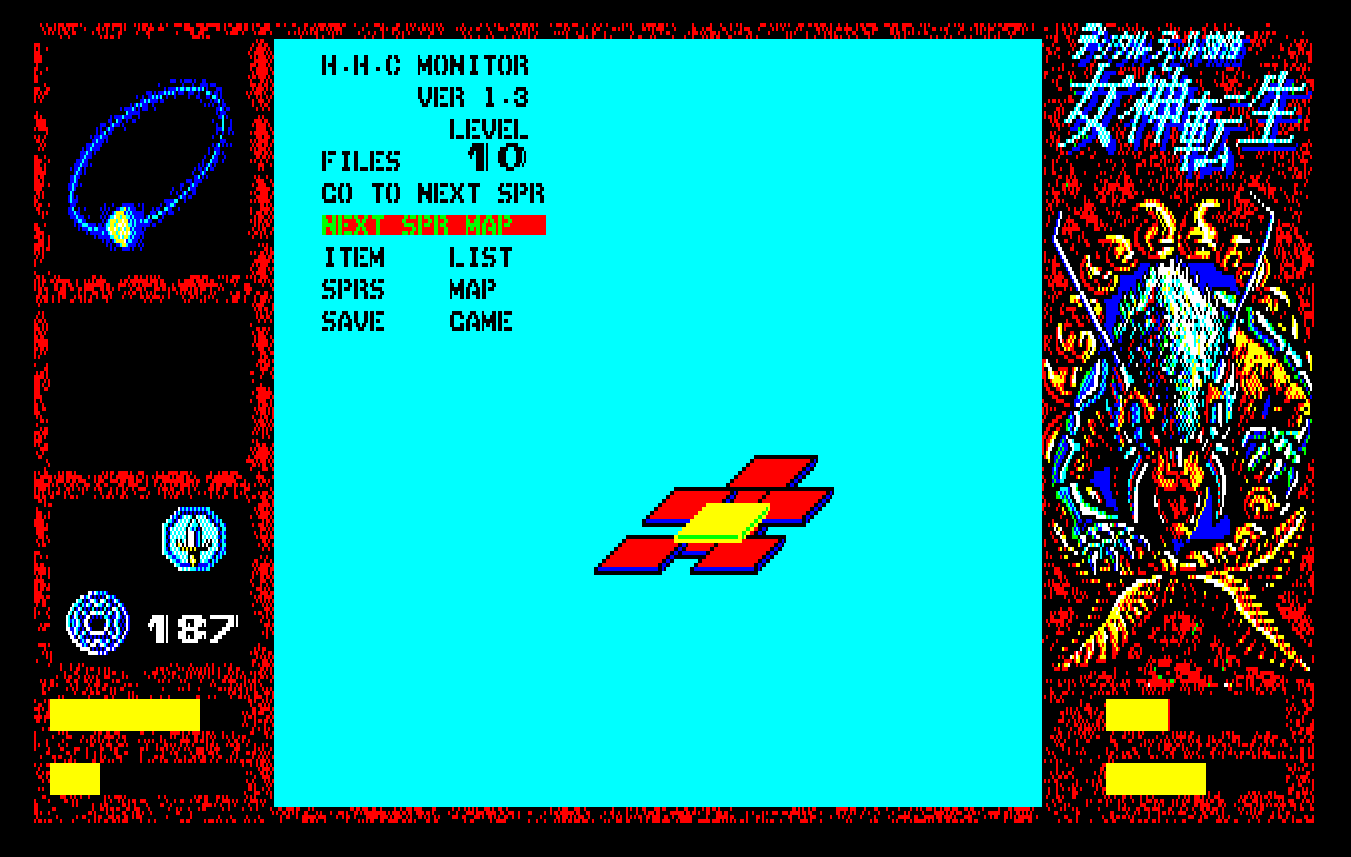 H.H.C MONITOR
VER 1.3
LEVEL
FILES 10
GO TO NEXT SPR
NEXT SPR MAP
ITEM LIST
SPRS MAP
SAVE GAME
187
デジタル・デビル物語
女神転生